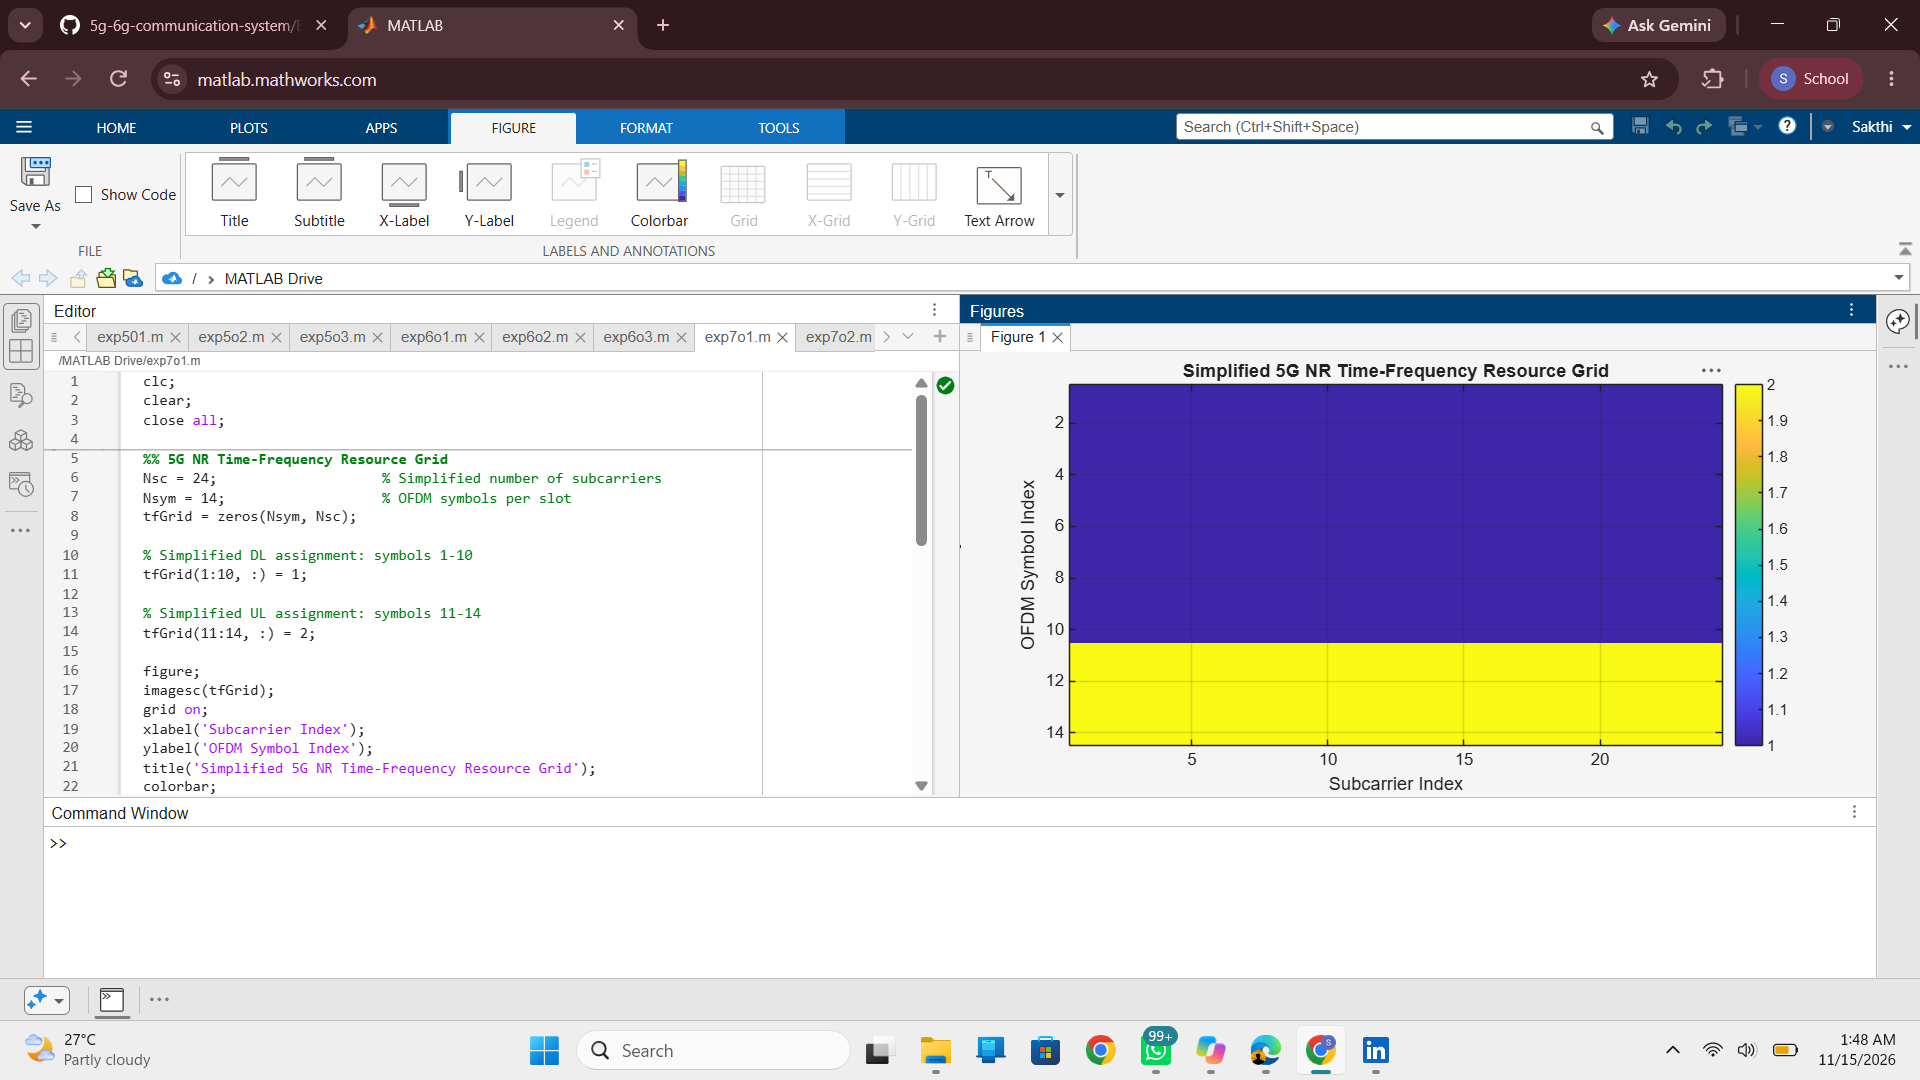 5g-6g-communication-system/
MATLAB
Ask Gemini
matlab.mathworks.com
S School
HOME
PLOTS
APPS
FIGURE
FORMAT
TOOLS
Search (Ctrl+Shift+Space)
Sakthi
Save As
Show Code
Title
Subtitle
X-Label
Y-Label
Legend
Colorbar
Grid
X-Grid
Y-Grid
Text Arrow
FILE
LABELS AND ANNOTATIONS
/ › MATLAB Drive
Editor
exp501.m
exp5o2.m
exp5o3.m
exp6o1.m
exp6o2.m
exp6o3.m
exp7o1.m
exp7o2.m
/MATLAB Drive/exp7o1.m
1 clc;
2 clear;
3 close all;
4
5 %% 5G NR Time-Frequency Resource Grid
6 Nsc = 24; % Simplified number of subcarriers
7 Nsym = 14; % OFDM symbols per slot
8 tfGrid = zeros(Nsym, Nsc);
9
10 % Simplified DL assignment: symbols 1-10
11 tfGrid(1:10, :) = 1;
12
13 % Simplified UL assignment: symbols 11-14
14 tfGrid(11:14, :) = 2;
15
16 figure;
17 imagesc(tfGrid);
18 grid on;
19 xlabel('Subcarrier Index');
20 ylabel('OFDM Symbol Index');
21 title('Simplified 5G NR Time-Frequency Resource Grid');
22 colorbar;
Figures
Figure 1
Simplified 5G NR Time-Frequency Resource Grid
OFDM Symbol Index
2
4
6
8
10
12
14
5 10 15 20
Subcarrier Index
2
1.9
1.8
1.7
1.6
1.5
1.4
1.3
1.2
1.1
1
Command Window
>>
27°C
Partly cloudy
Search
99+
1:48 AM
11/15/2026